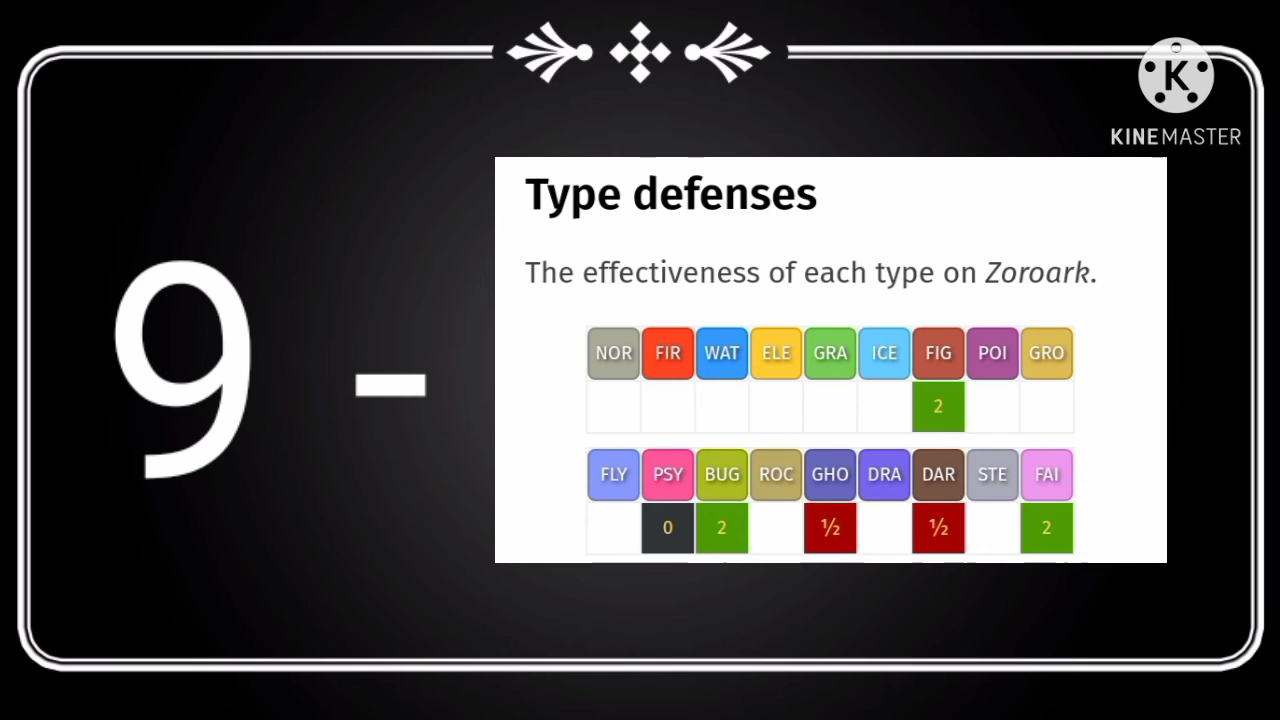 K
KINEMASTER
9 -
Type defenses
The effectiveness of each type on Zoroark.
NOR FIR WAT ELE GRA ICE FIG POI GRO
2
FLY PSY BUG ROC GHO DRA DAR STE FAI
0 2 ½ ½ 2